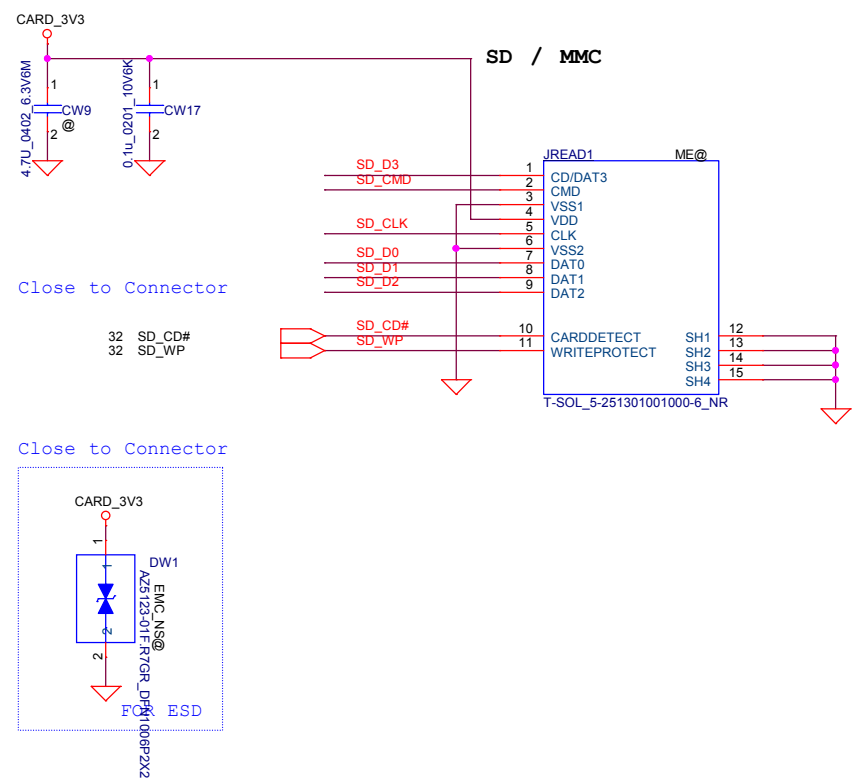 CARD_3V3
SD / MMC
1
CW9
@
2
4.7U_0402_6.3V6M
1
CW17
2
0.1u_0201_10V6K
JREAD1
ME@
SD_D3 1 CD/DAT3
SD_CMD 2 CMD
3 VSS1
4 VDD
SD_CLK 5 CLK
6 VSS2
SD_D0 7 DAT0
SD_D1 8 DAT1
SD_D2 9 DAT2
Close to Connector
32 SD_CD#
32 SD_WP
SD_CD# 10 CARDDETECT
SD_WP 11 WRITEPROTECT
SH1 12
SH2 13
SH3 14
SH4 15
T-SOL_5-251301001000-6_NR
Close to Connector
CARD_3V3
1
1
DW1
EMC_NS@
AZ5123-01F.R7GR_DFN1006P2X2
2
2
FOR ESD